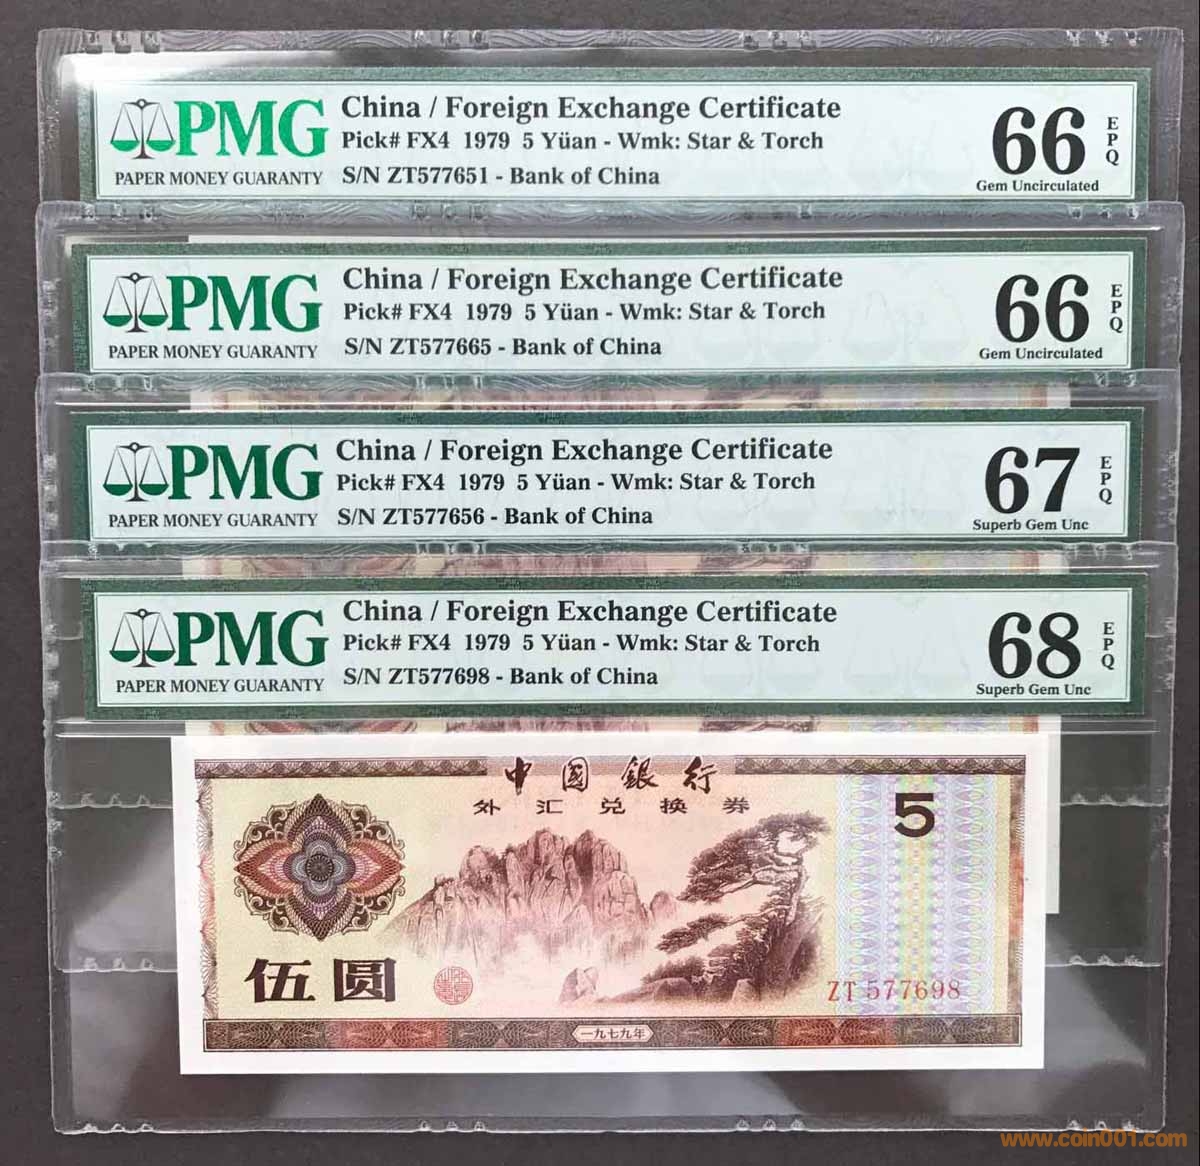 PMG
PAPER MONEY GUARANTY
China / Foreign Exchange Certificate
Pick# FX4 1979 5 Yüan - Wmk: Star & Torch
S/N ZT577651 - Bank of China
66
EPQ
Gem Uncirculated
PMG
PAPER MONEY GUARANTY
China / Foreign Exchange Certificate
Pick# FX4 1979 5 Yüan - Wmk: Star & Torch
S/N ZT577665 - Bank of China
66
EPQ
Gem Uncirculated
PMG
PAPER MONEY GUARANTY
China / Foreign Exchange Certificate
Pick# FX4 1979 5 Yüan - Wmk: Star & Torch
S/N ZT577656 - Bank of China
67
EPQ
Superb Gem Unc
PMG
PAPER MONEY GUARANTY
China / Foreign Exchange Certificate
Pick# FX4 1979 5 Yüan - Wmk: Star & Torch
S/N ZT577698 - Bank of China
68
EPQ
Superb Gem Unc
中國銀行
外汇兑换券
5
伍圆
ZT 577698
一九七九年
www.coin001.com